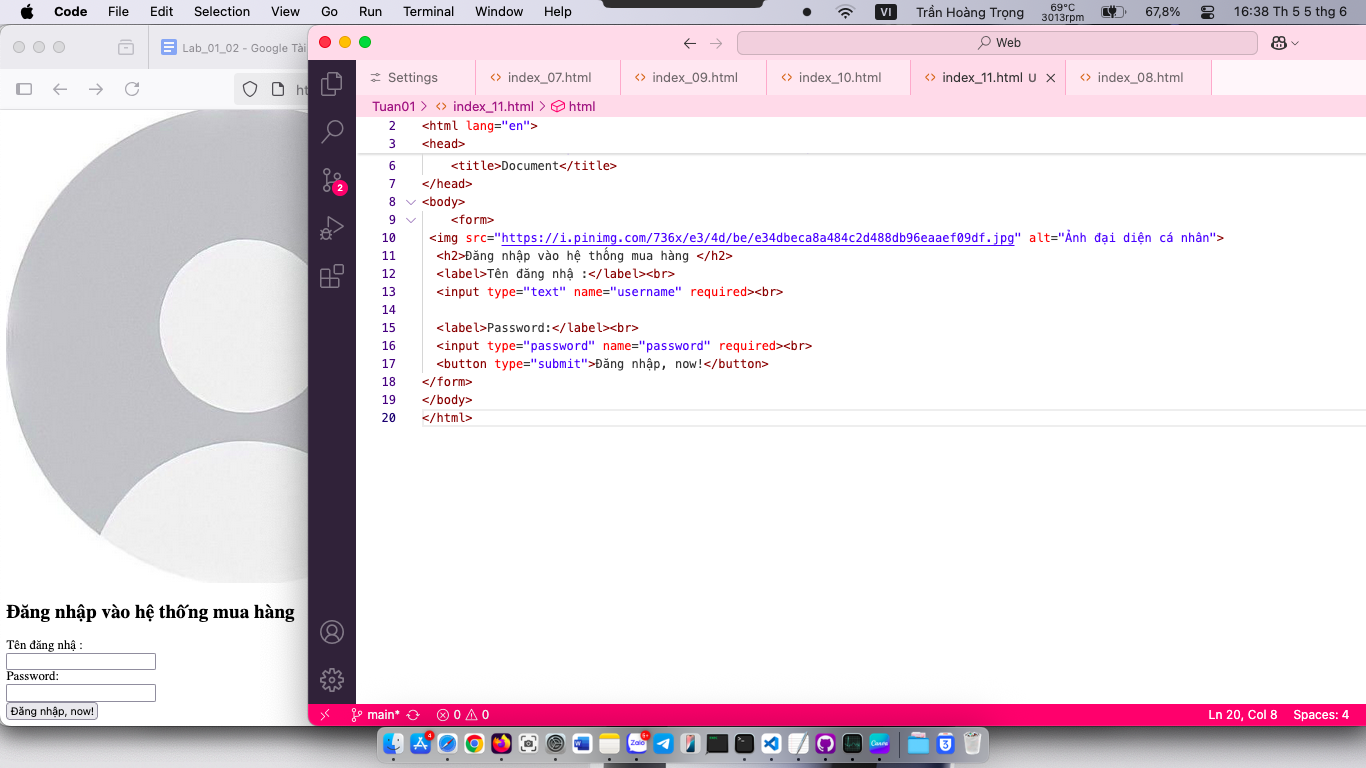 Code File Edit Selection View Go Run Terminal Window Help VI Trần Hoàng Trọng 69°C 3013rpm 67,8% 16:38 Th 5 5 thg 6
Lab_01_02 - Google Tài
Web
Settings index_07.html index_09.html index_10.html index_11.html U index_08.html
Tuan01 > index_11.html > html
2 <html lang="en">
3 <head>
6 <title>Document</title>
7 </head>
8 <body>
9 <form>
10 <img src="https://i.pinimg.com/736x/e3/4d/be/e34dbeca8a484c2d488db96eaaef09df.jpg" alt="Ảnh đại diện cá nhân">
11 <h2>Đăng nhập vào hệ thống mua hàng </h2>
12 <label>Tên đăng nhậ :</label><br>
13 <input type="text" name="username" required><br>
14
15 <label>Password:</label><br>
16 <input type="password" name="password" required><br>
17 <button type="submit">Đăng nhập, now!</button>
18 </form>
19 </body>
20 </html>
2
Đăng nhập vào hệ thống mua hàng
Tên đăng nhậ :
Password:
Đăng nhập, now!
main* 0 0 Ln 20, Col 8 Spaces: 4
4
Zalo 5+
Canva
3